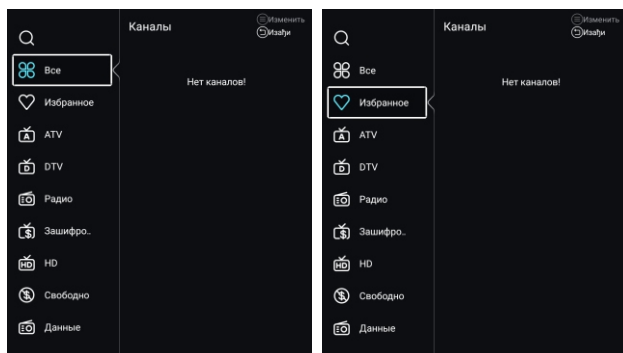 Каналы
Изменить
Изађи
Все
Нет каналов!
Избранное
ATV
DTV
Радио
Зашифро..
HD
Свободно
Данные
Каналы
Изменить
Изађи
Все
Нет каналов!
Избранное
ATV
DTV
Радио
Зашифро..
HD
Свободно
Данные